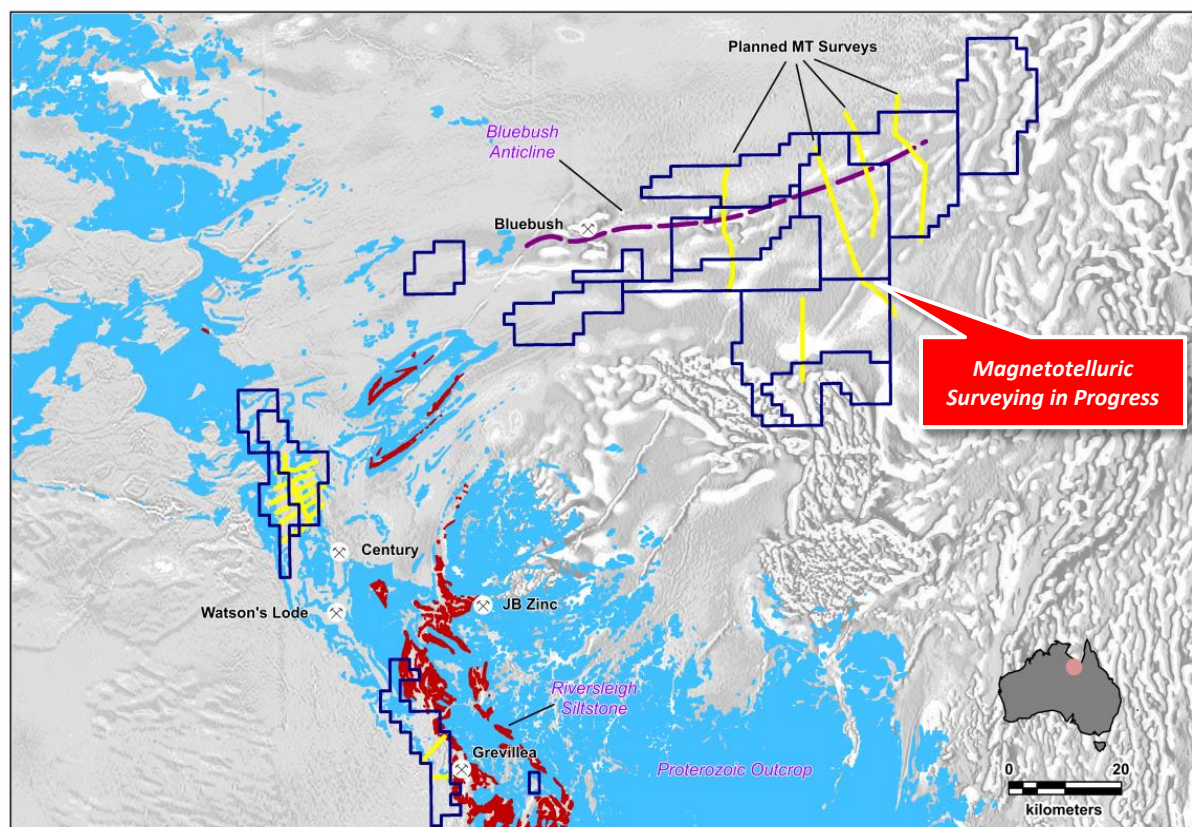 Planned MT Surveys
Bluebush
Anticline
Bluebush
Magnetotelluric
Surveying in Progress
Century
Watson's Lode
JB Zinc
Riversleigh
Siltstone
Grevillea
Proterozoic Outcrop
0 20
kilometers